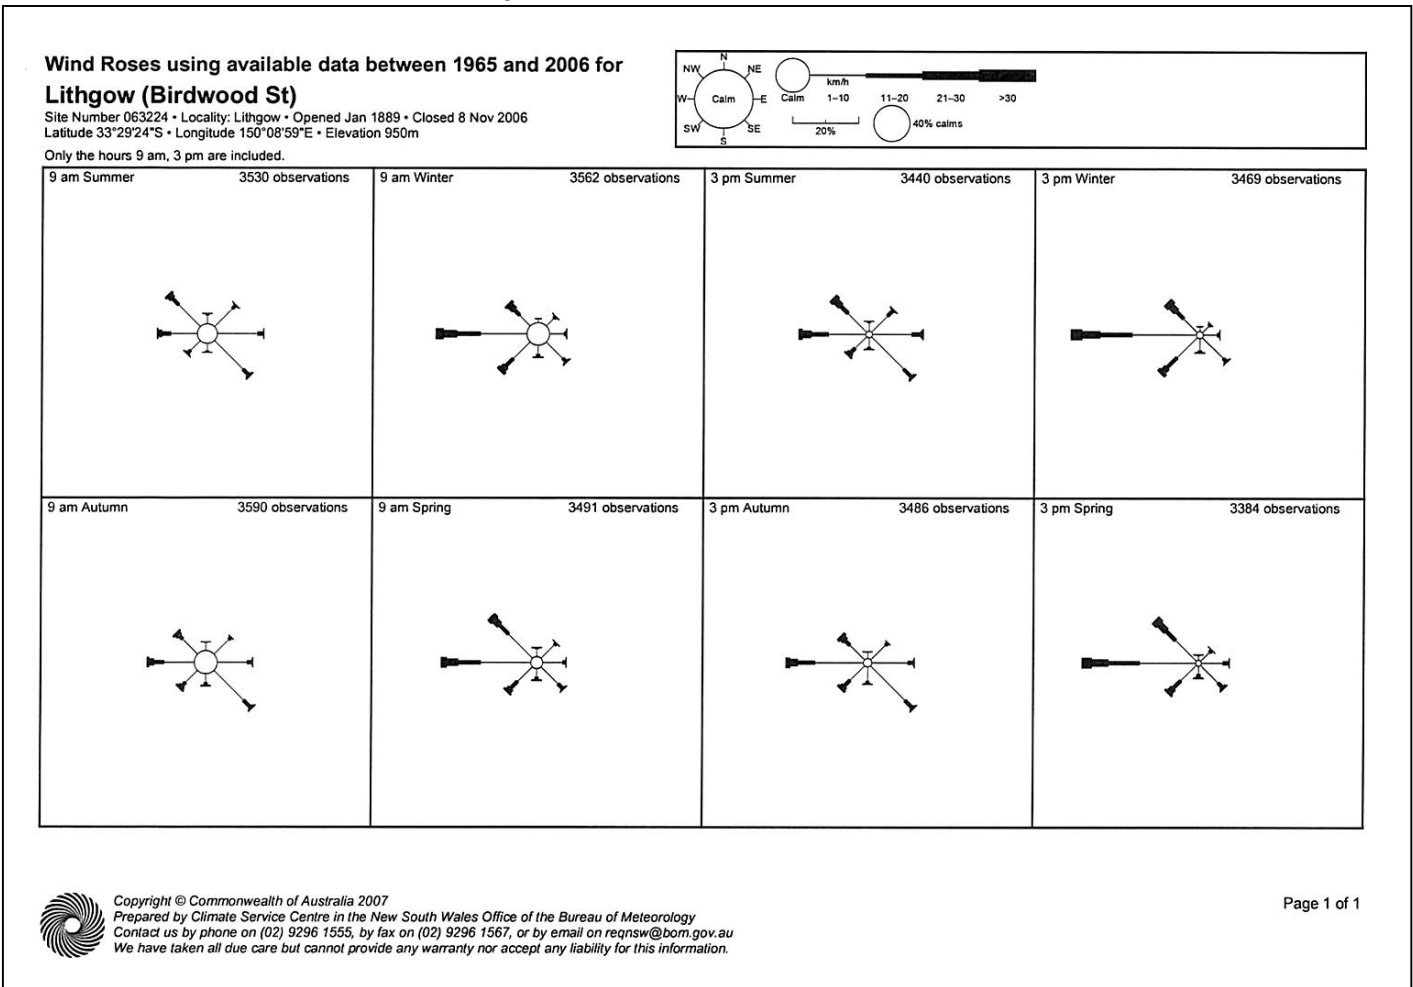 Wind Roses using available data between 1965 and 2006 for
Lithgow (Birdwood St)
Site Number 063224 • Locality: Lithgow • Opened Jan 1889 • Closed 8 Nov 2006
Latitude 33°29'24"S • Longitude 150°08'59"E • Elevation 950m
Only the hours 9 am, 3 pm are included.
N
NW NE
W Calm E
SW SE
S
km/h
Calm 1–10 11–20 21–30 >30
20% 40% calms
9 am Summer 3530 observations
9 am Winter 3562 observations
3 pm Summer 3440 observations
3 pm Winter 3469 observations
9 am Autumn 3590 observations
9 am Spring 3491 observations
3 pm Autumn 3486 observations
3 pm Spring 3384 observations
Copyright © Commonwealth of Australia 2007
Prepared by Climate Service Centre in the New South Wales Office of the Bureau of Meteorology
Contact us by phone on (02) 9296 1555, by fax on (02) 9296 1567, or by email on reqnsw@bom.gov.au
We have taken all due care but cannot provide any warranty nor accept any liability for this information.
Page 1 of 1